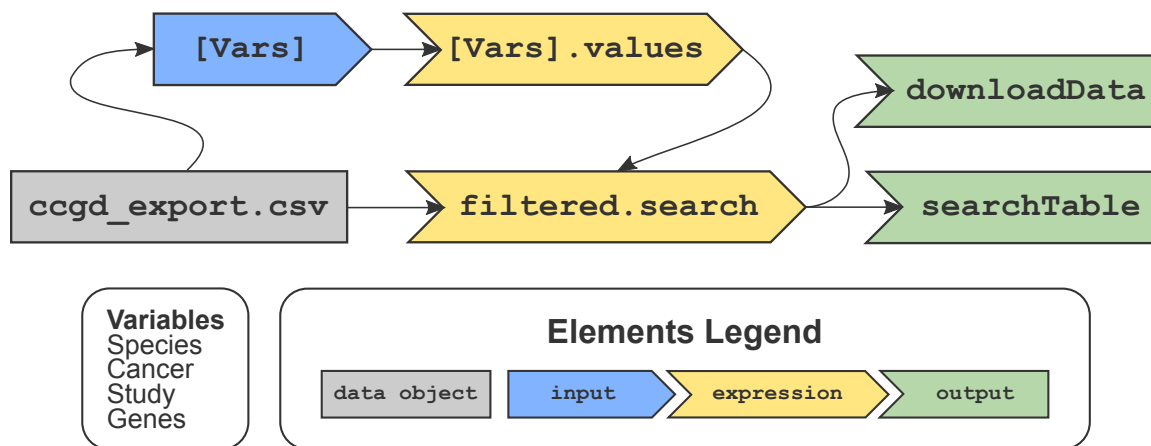 [Vars]
[Vars].values
downloadData
ccgd_export.csv
filtered.search
searchTable
Variables
Species
Cancer
Study
Genes
Elements Legend
data object
input
expression
output